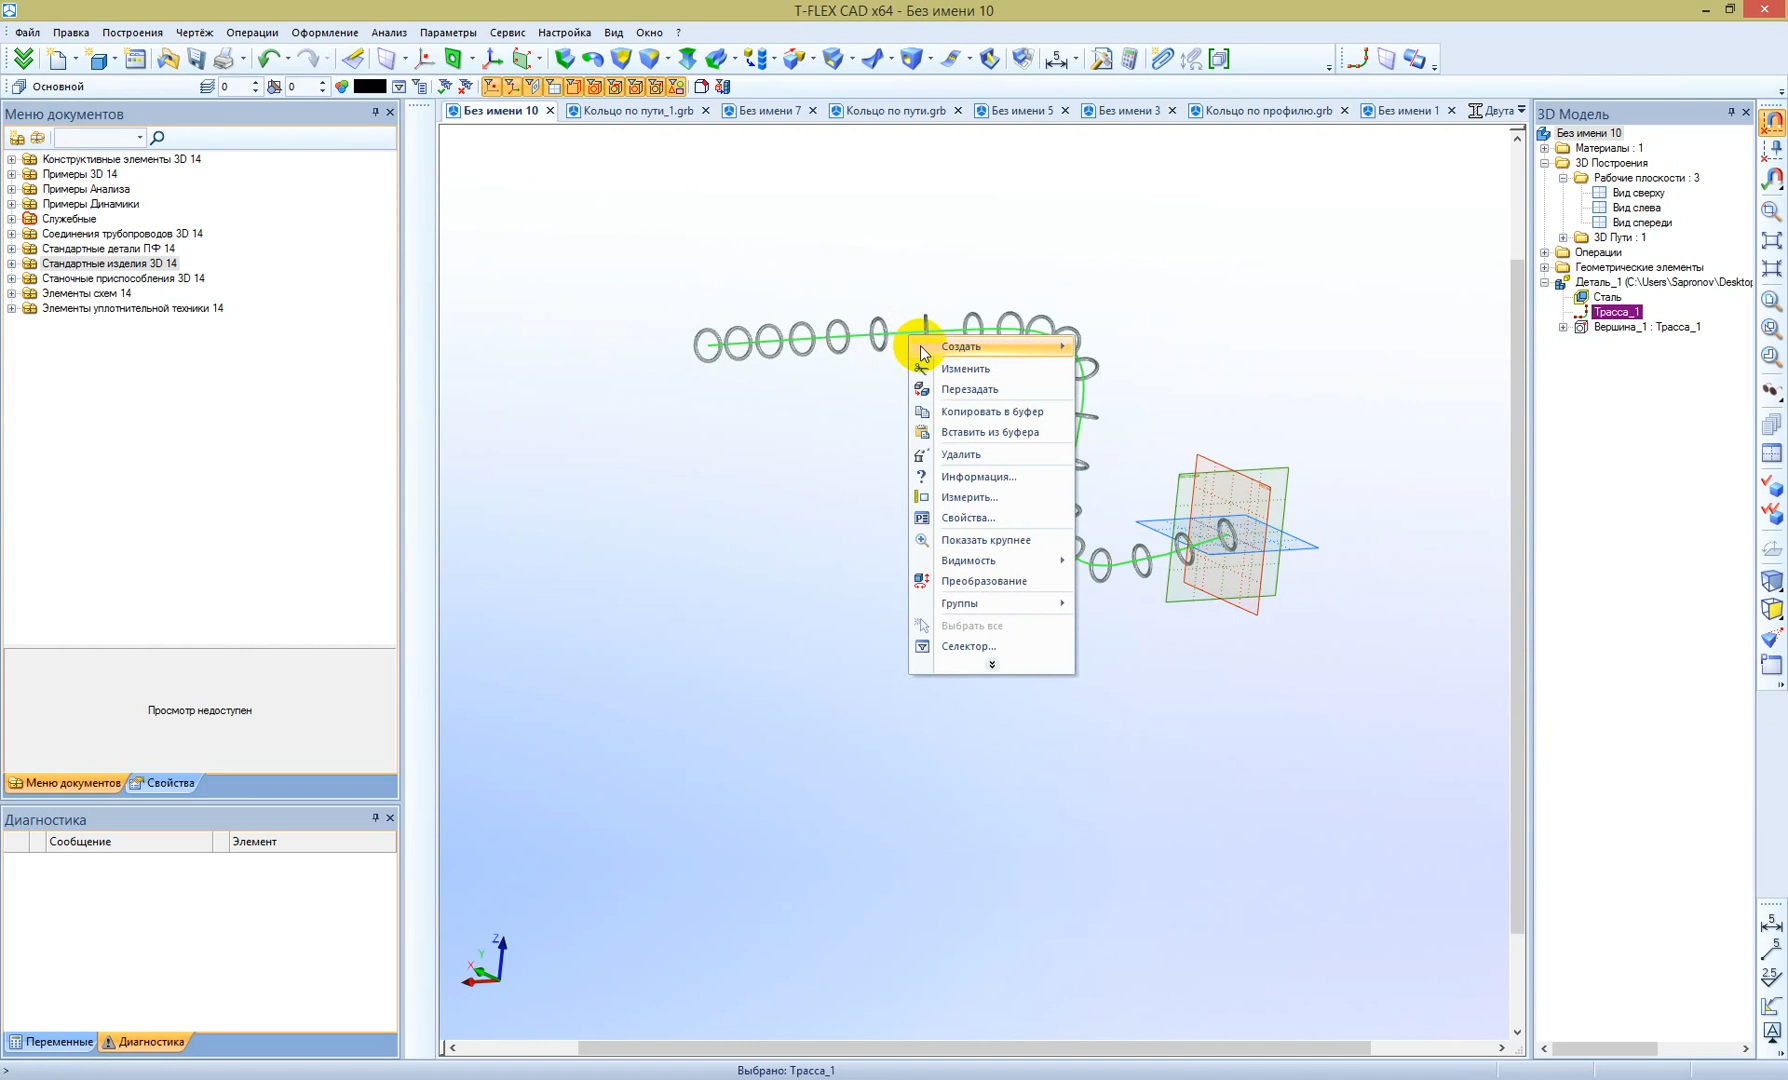 T-FLEX CAD x64 - Без имени 10
Файл Правка Построения Чертёж Операции Оформление Анализ Параметры Сервис Настройка Вид Окно ?
Основной 0 0
Меню документов
Без имени 10 Кольцо по пути_1.grb Без имени 7 Кольцо по пути.grb Без имени 5 Без имени 3 Кольцо по профилю.grb Без имени 1 Двута
3D Модель
Конструктивные элементы 3D 14
Примеры 3D 14
Примеры Анализа
Примеры Динамики
Служебные
Соединения трубопроводов 3D 14
Стандартные детали ПФ 14
Стандартные изделия 3D 14
Станочные приспособления 3D 14
Элементы схем 14
Элементы уплотнительной техники 14
Просмотр недоступен
Меню документов Свойства
Диагностика
Сообщение Элемент
Переменные Диагностика
Создать
Изменить
Перезадать
Копировать в буфер
Вставить из буфера
Удалить
Информация...
Измерить...
Свойства...
Показать крупнее
Видимость
Преобразование
Группы
Выбрать все
Селектор...
Z
Y
X
Без имени 10
Материалы : 1
3D Построения
Рабочие плоскости : 3
Вид сверху
Вид слева
Вид спереди
3D Пути : 1
Операции
Геометрические элементы
Деталь_1 (C:\Users\Sapronov\Desktop
Сталь
Трасса_1
Вершина_1 : Трасса_1
5
5
2.5
A
> Выбрано: Трасса_1